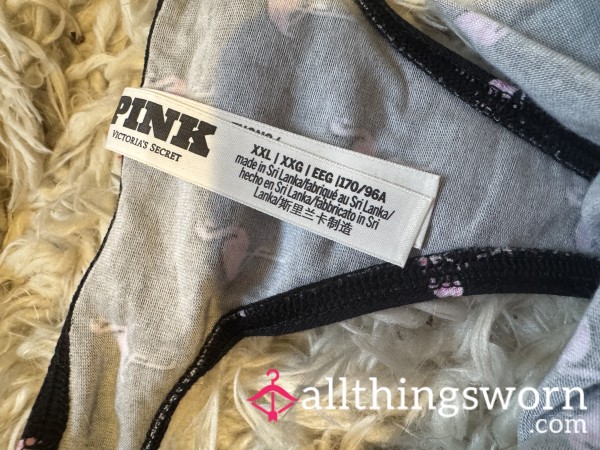 PINK
VICTORIA'S SECRET
XXL | XXG | EEG |170/96A
made in Sri Lanka/fabriqué au Sri Lanka/
hecho en Sri Lanka/fabbricato in Sri
Lanka/斯里兰卡制造
allthingsworn
.com